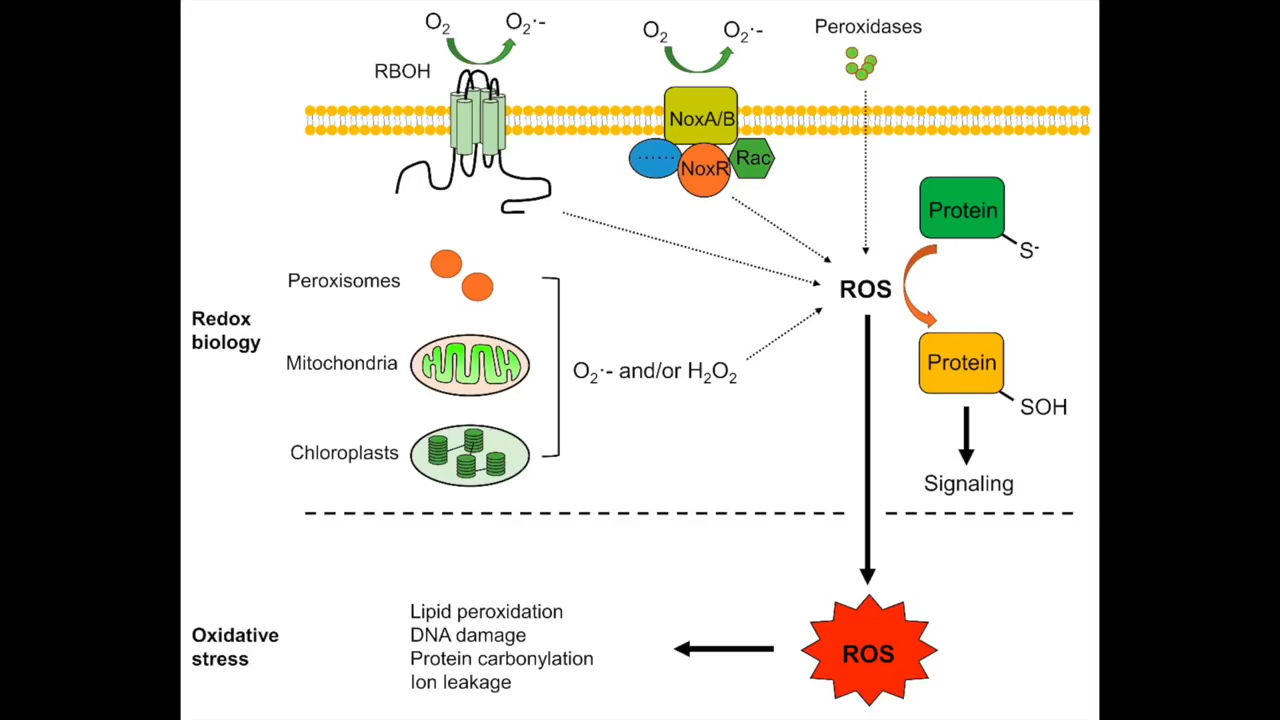 O₂ O₂·-
O₂ O₂·-
Peroxidases
RBOH
NoxA/B
......
NoxR
Rac
Protein
S-
ROS
Peroxisomes
Redox
biology
Mitochondria
O₂·- and/or H₂O₂
Protein
SOH
Chloroplasts
Signaling
Oxidative
stress
Lipid peroxidation
DNA damage
Protein carbonylation
Ion leakage
ROS